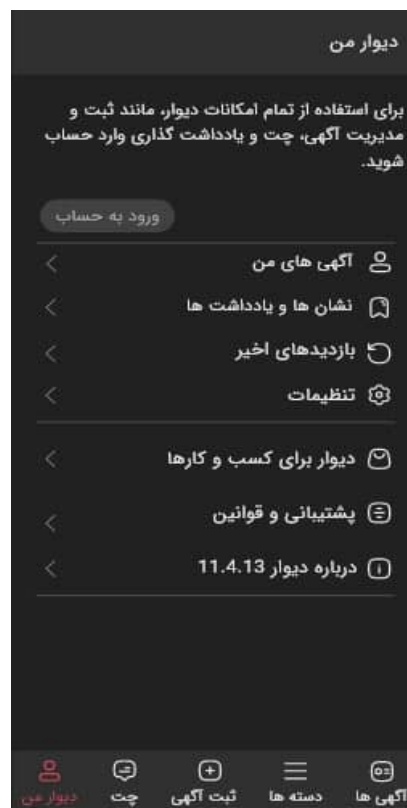 دیوار من
برای استفاده از تمام امکانات دیوار، مانند ثبت و
مدیریت آگهی، چت و یادداشت گذاری وارد حساب
شوید.
ورود به حساب
آگهی های من
نشان ها و یادداشت ها
بازدیدهای اخیر
تنظیمات
دیوار برای کسب و کارها
پشتیبانی و قوانین
درباره دیوار 11.4.13
آگهی ها
دسته ها
ثبت آگهی
چت
دیوار من